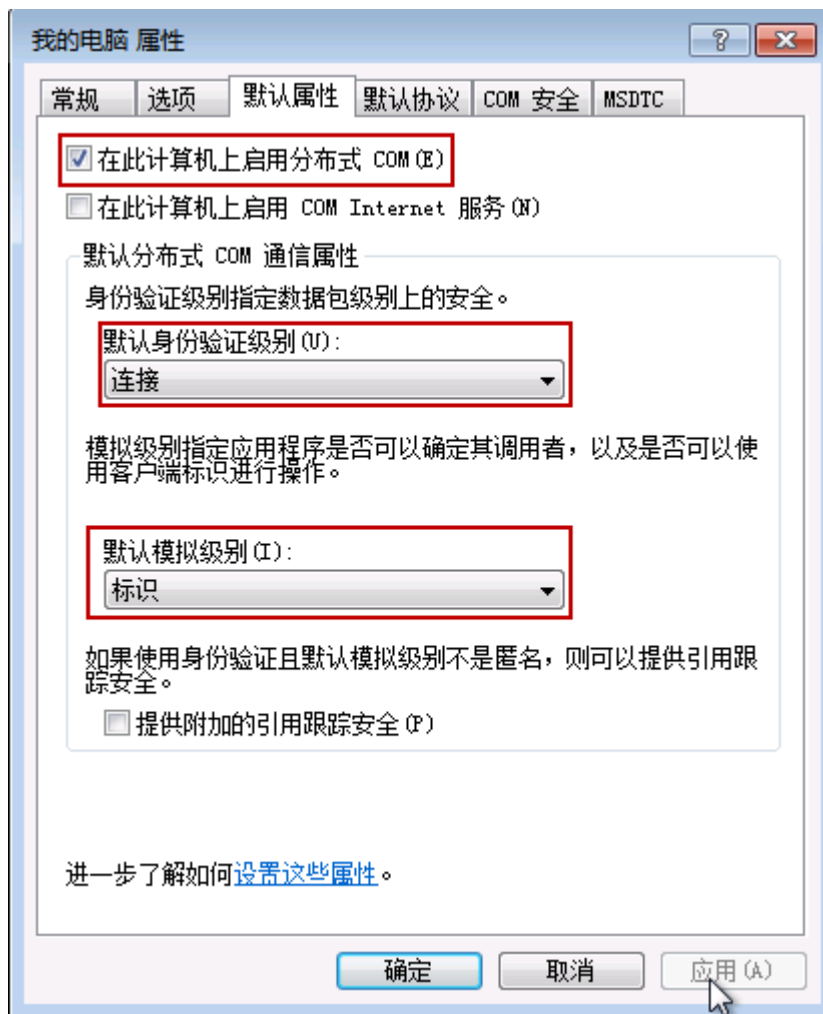 我的电脑 属性
常规 选项 默认属性 默认协议 COM 安全 MSDTC
在此计算机上启用分布式 COM(E)
在此计算机上启用 COM Internet 服务(N)
默认分布式 COM 通信属性
身份验证级别指定数据包级别上的安全。
默认身份验证级别(U):
连接
模拟级别指定应用程序是否可以确定其调用者，以及是否可以使
用客户端标识进行操作。
默认模拟级别(I):
标识
如果使用身份验证且默认模拟级别不是匿名，则可以提供引用跟
踪安全。
提供附加的引用跟踪安全(P)
进一步了解如何设置这些属性。
确定 取消 应用(A)